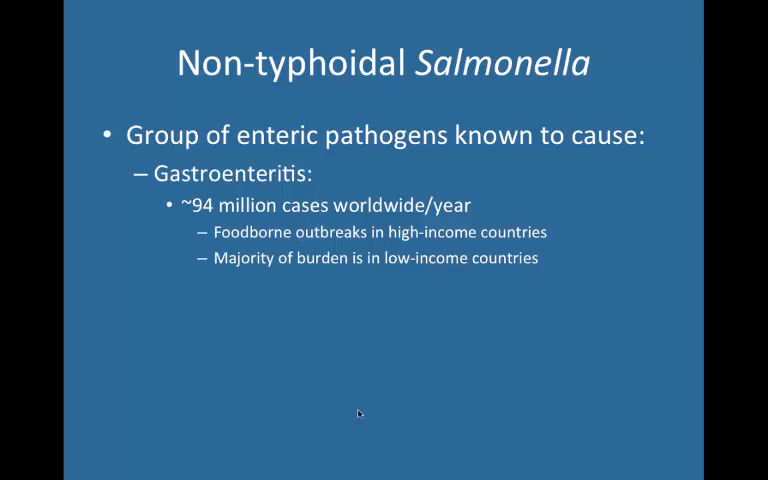 Non-typhoidal Salmonella
• Group of enteric pathogens known to cause:
– Gastroenteritis:
• ~94 million cases worldwide/year
– Foodborne outbreaks in high-income countries
– Majority of burden is in low-income countries